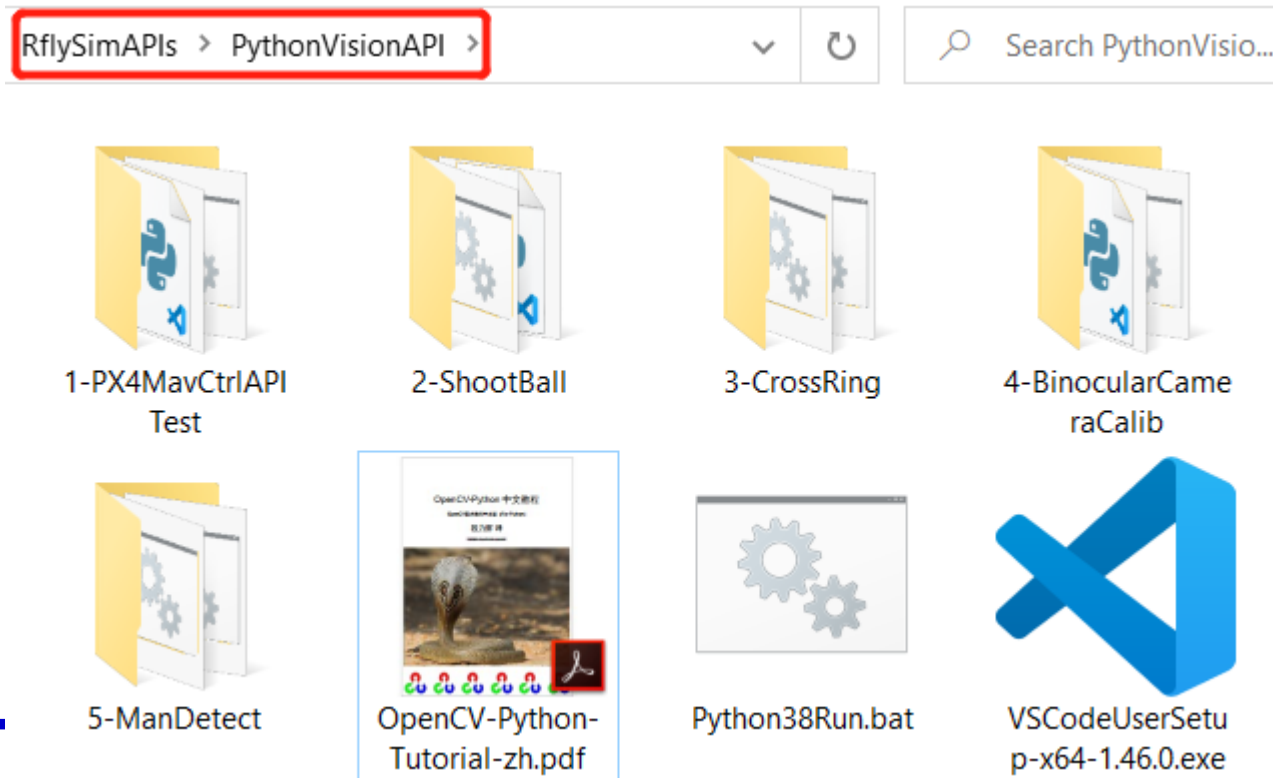 RflySimAPIs > PythonVisionAPI >
Search PythonVisio...
1-PX4MavCtrlAPI
Test
2-ShootBall
3-CrossRing
4-BinocularCame
raCalib
5-ManDetect
OpenCV-Python 中文教程
OpenCV-Python-
Tutorial-zh.pdf
Python38Run.bat
VSCodeUserSetu
p-x64-1.46.0.exe